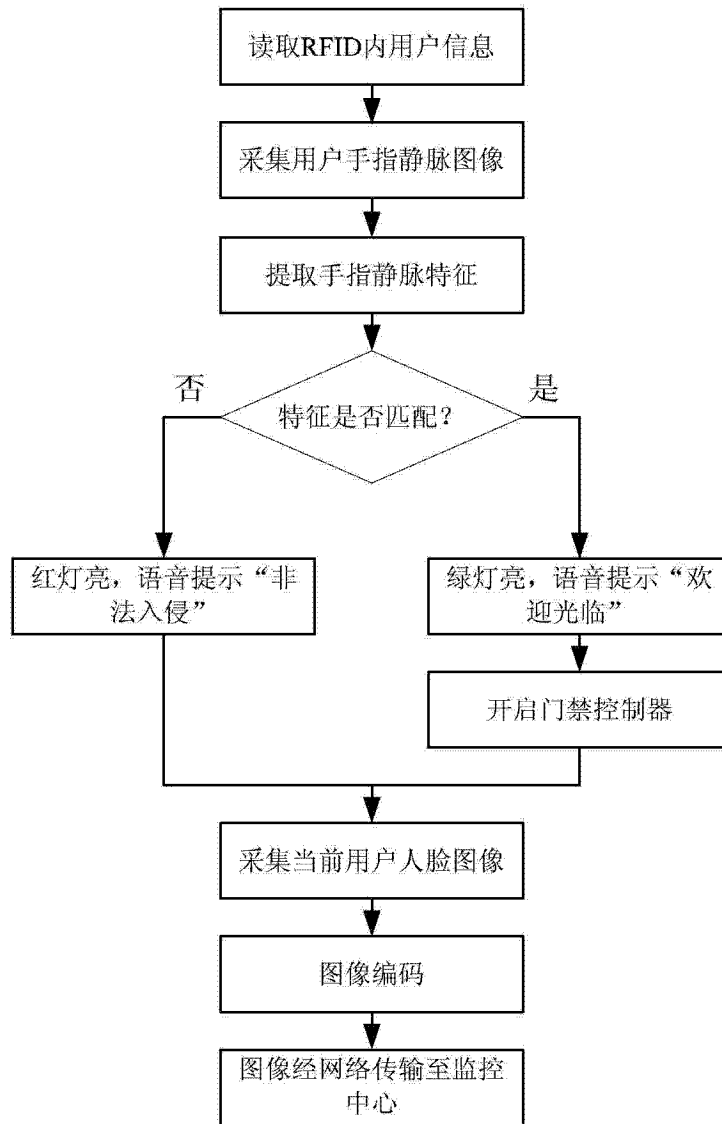 读取RFID内用户信息
采集用户手指静脉图像
提取手指静脉特征
否
是
特征是否匹配?
红灯亮，语音提示“非
法入侵”
绿灯亮，语音提示“欢
迎光临”
开启门禁控制器
采集当前用户人脸图像
图像编码
图像经网络传输至监控
中心